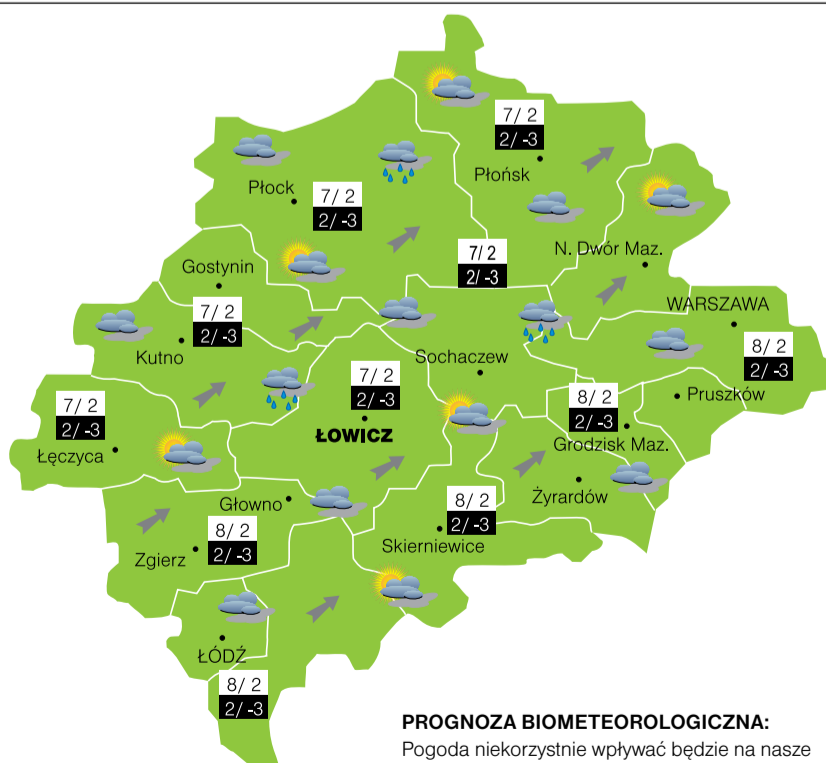 7/ 2
2/ -3
Płońsk
Płock
7/ 2
2/ -3
7/ 2
2/ -3
N. Dwór Maz.
Gostynin
7/ 2
2/ -3
Kutno
WARSZAWA
8/ 2
2/ -3
Sochaczew
7/ 2
2/ -3
ŁOWICZ
Pruszków
8/ 2
2/ -3
Grodzisk Maz.
7/ 2
2/ -3
Łęczyca
Żyrardów
Głowno
8/ 2
2/ -3
Skierniewice
8/ 2
2/ -3
Zgierz
ŁÓDŹ
8/ 2
2/ -3
PROGNOZA BIOMETEOROLOGICZNA:
Pogoda niekorzystnie wpływać będzie na nasze